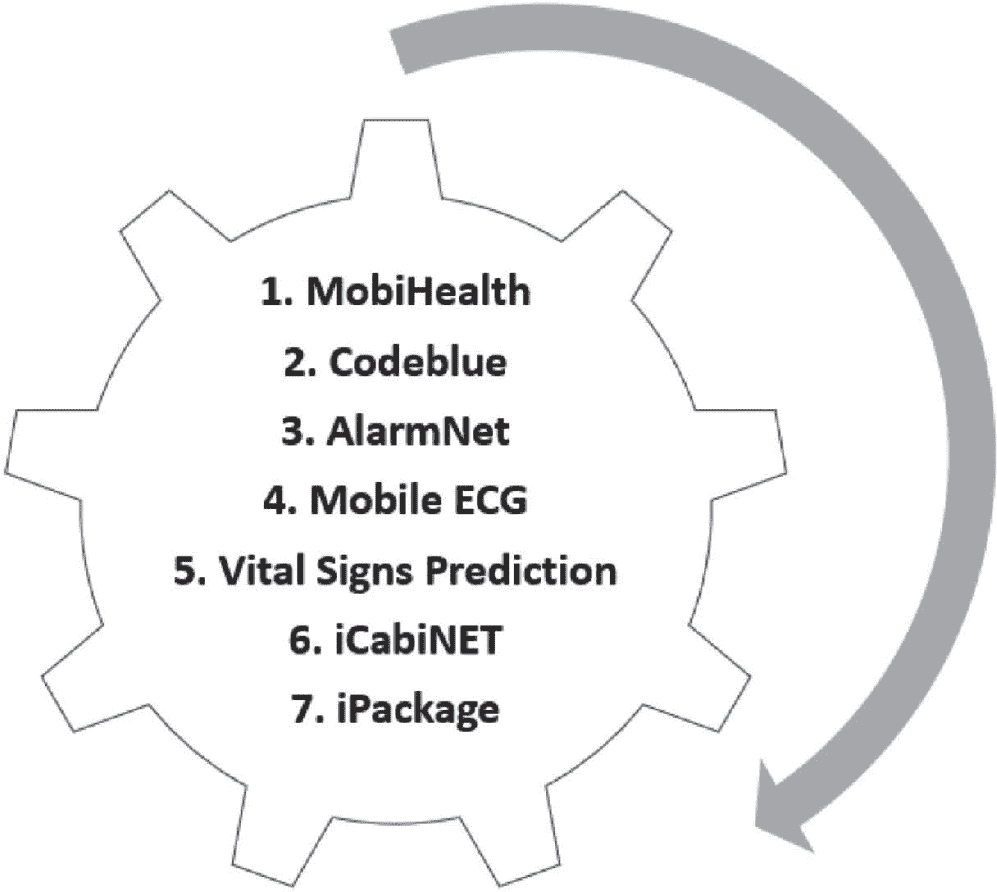 1. MobiHealth
2. Codeblue
3. AlarmNet
4. Mobile ECG
5. Vital Signs Prediction
6. iCabiNET
7. iPackage